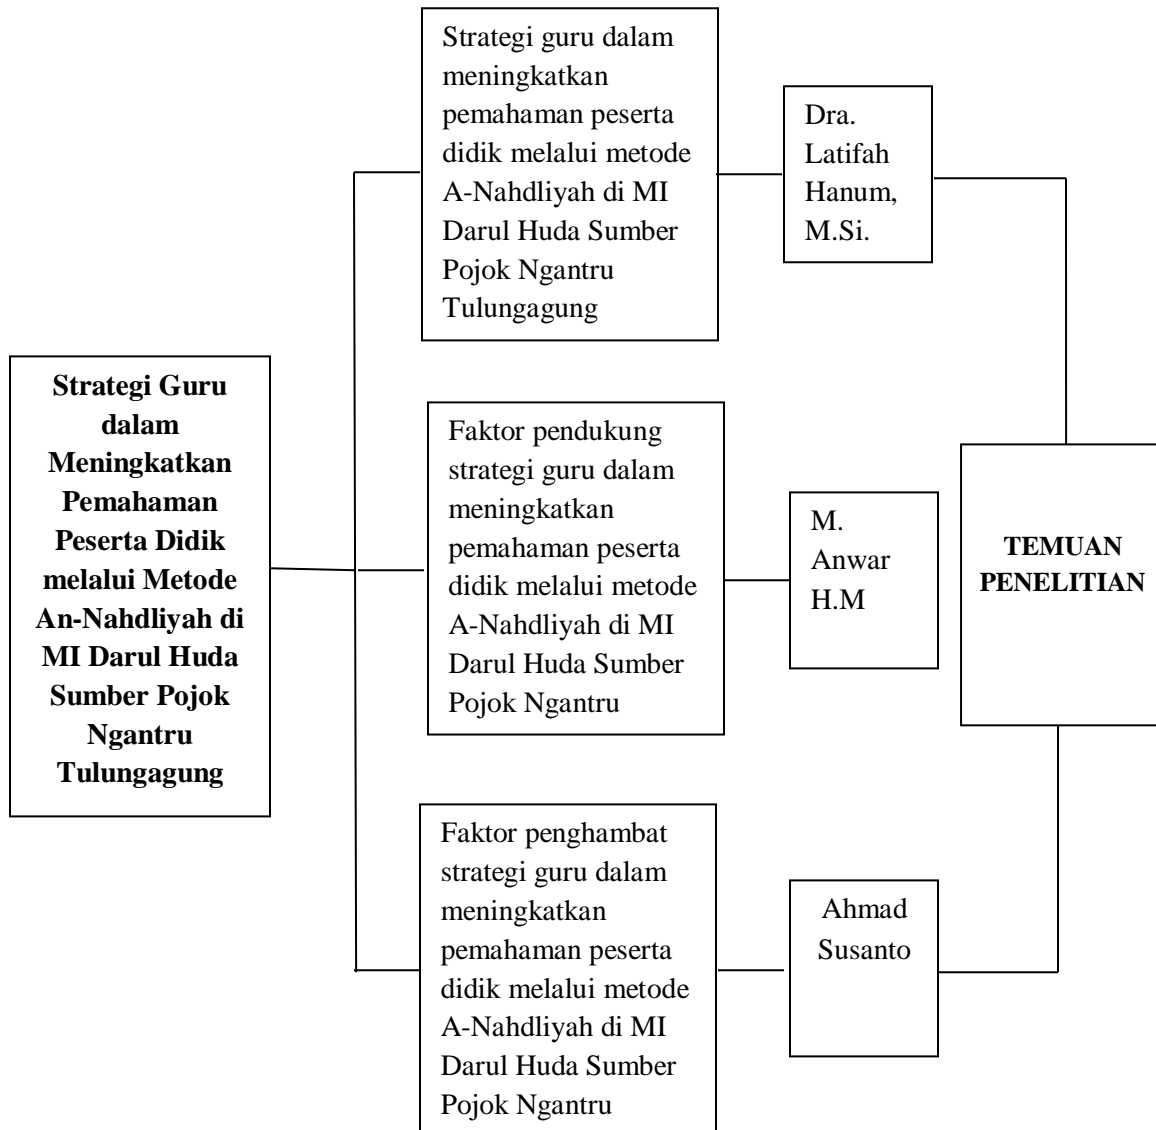 Strategi Guru
dalam
Meningkatkan
Pemahaman
Peserta Didik
melalui Metode
An-Nahdliyah di
MI Darul Huda
Sumber Pojok
Ngantru
Tulungagung
Strategi guru dalam
meningkatkan
pemahaman peserta
didik melalui metode
A-Nahdliyah di MI
Darul Huda Sumber
Pojok Ngantru
Tulungagung
Dra.
Latifah
Hanum,
M.Si.
Faktor pendukung
strategi guru dalam
meningkatkan
pemahaman peserta
didik melalui metode
A-Nahdliyah di MI
Darul Huda Sumber
Pojok Ngantru
M.
Anwar
H.M
Faktor penghambat
strategi guru dalam
meningkatkan
pemahaman peserta
didik melalui metode
A-Nahdliyah di MI
Darul Huda Sumber
Pojok Ngantru
Ahmad
Susanto
TEMUAN
PENELITIAN